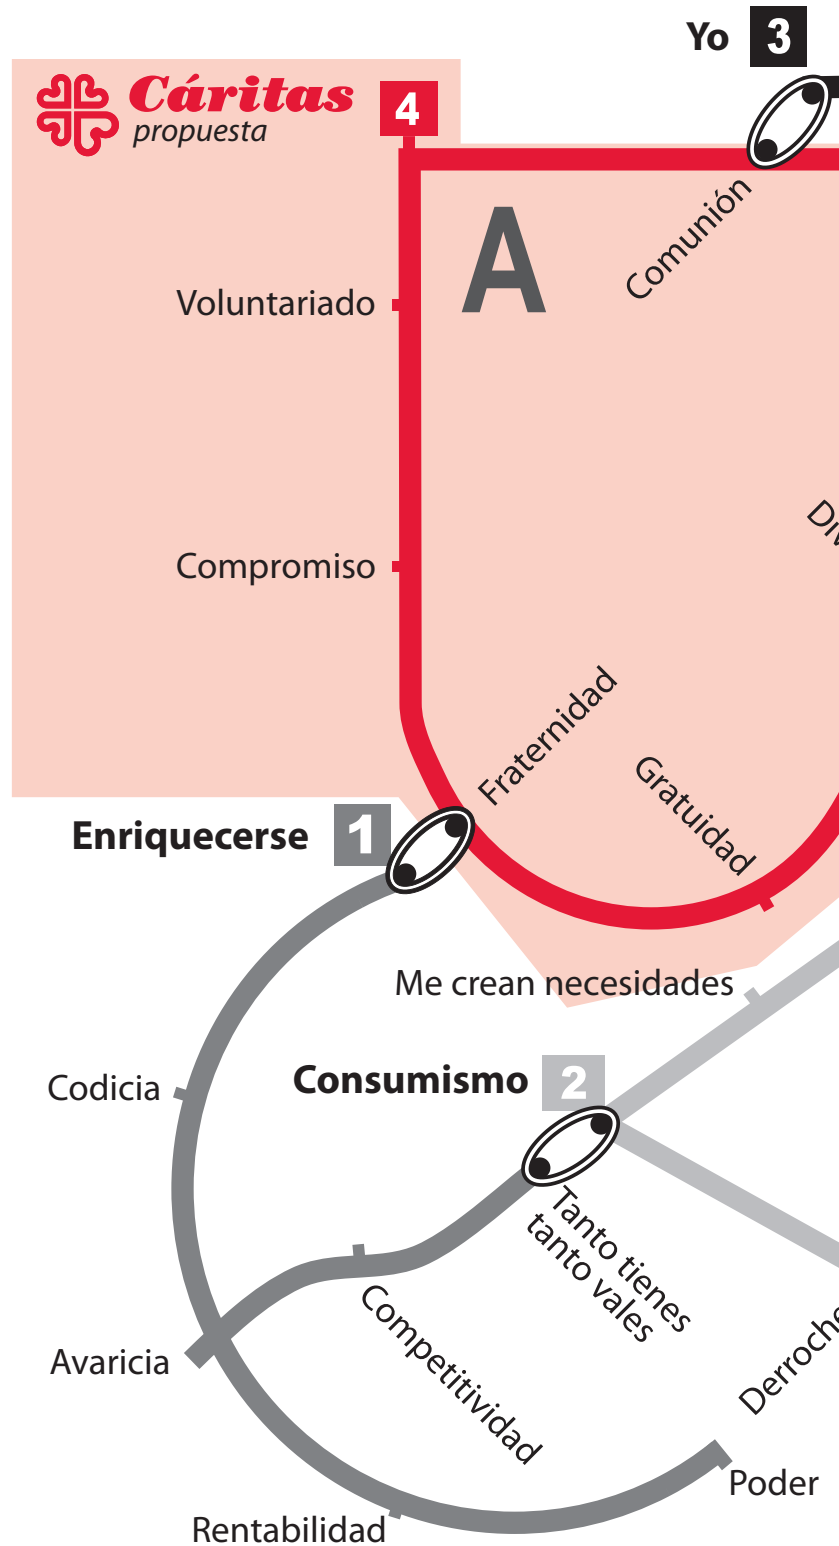 Yo 3
Cáritas
propuesta
4
A
Comunión
Voluntariado
Compromiso
Fraternidad
Gratuidad
Enriquecerse 1
Me crean necesidades
Codicia
Consumismo 2
Tanto tienes
tanto vales
Competitividad
Avaricia
Derroche
Poder
Rentabilidad